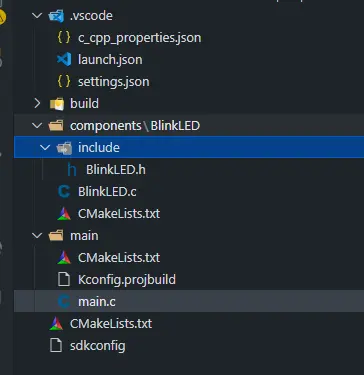 .vscode
{} c_cpp_properties.json
launch.json
{} settings.json
build
components\BlinkLED
include
h BlinkLED.h
C BlinkLED.c
CMakeLists.txt
main
CMakeLists.txt
Kconfig.projbuild
C main.c
CMakeLists.txt
sdkconfig